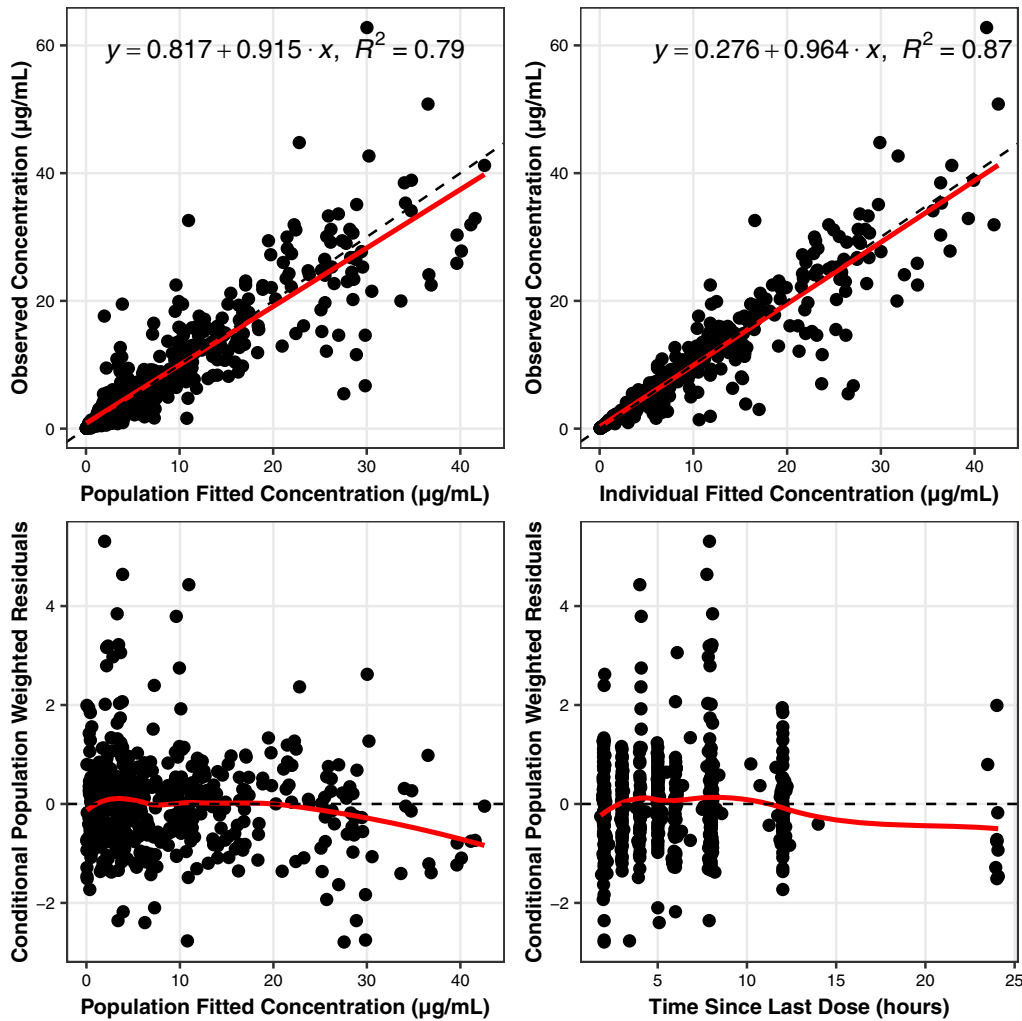 y = 0.817 + 0.915 · x, R² = 0.79
60
40
20
0
0 10 20 30 40
Observed Concentration (µg/mL)
Population Fitted Concentration (µg/mL)
y = 0.276 + 0.964 · x, R² = 0.87
60
40
20
0
0 10 20 30 40
Observed Concentration (µg/mL)
Individual Fitted Concentration (µg/mL)
4
2
0
−2
0 10 20 30 40
Conditional Population Weighted Residuals
Population Fitted Concentration (µg/mL)
4
2
0
−2
5 10 15 20 25
Conditional Population Weighted Residuals
Time Since Last Dose (hours)